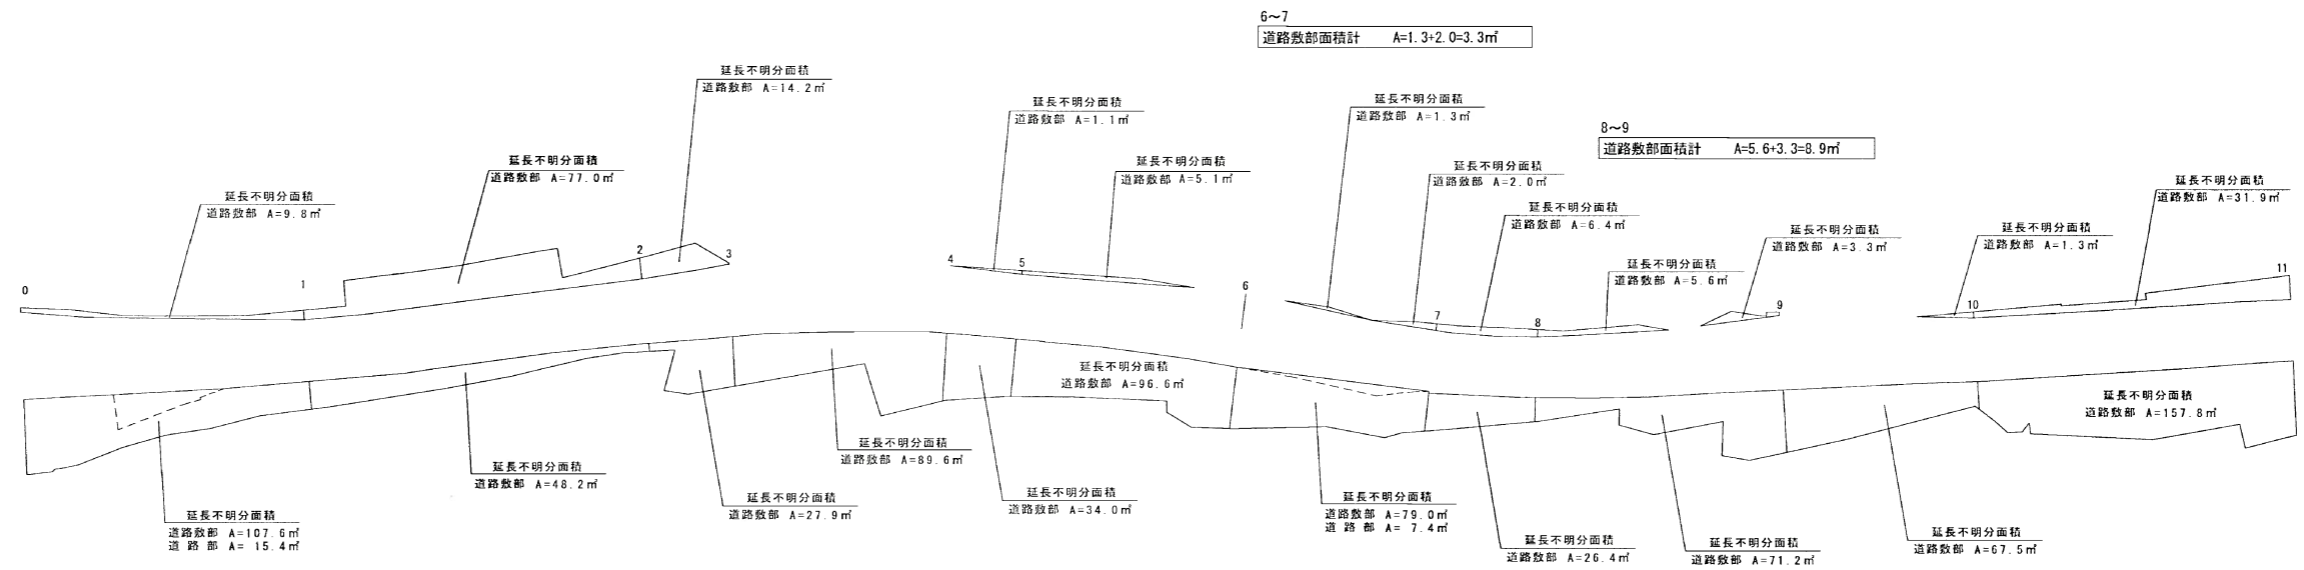 6～7
道路敷部面積計 A=1.3+2.0=3.3㎡
延長不明分面積
道路敷部 A=14.2㎡
延長不明分面積
道路敷部 A=1.1㎡
延長不明分面積
道路敷部 A=1.3㎡
8～9
道路敷部面積計 A=5.6+3.3=8.9㎡
延長不明分面積
道路敷部 A=77.0㎡
延長不明分面積
道路敷部 A=5.1㎡
延長不明分面積
道路敷部 A=2.0㎡
延長不明分面積
道路敷部 A=31.9㎡
延長不明分面積
道路敷部 A=9.8㎡
延長不明分面積
道路敷部 A=6.4㎡
延長不明分面積
道路敷部 A=3.3㎡
延長不明分面積
道路敷部 A=1.3㎡
延長不明分面積
道路敷部 A=5.6㎡
0
1
2
3
4
5
6
7
8
9
10
11
延長不明分面積
道路敷部 A=96.6㎡
延長不明分面積
道路敷部 A=157.8㎡
延長不明分面積
道路敷部 A=107.6㎡
道 路 部 A= 15.4㎡
延長不明分面積
道路敷部 A=48.2㎡
延長不明分面積
道路敷部 A=27.9㎡
延長不明分面積
道路敷部 A=89.6㎡
延長不明分面積
道路敷部 A=34.0㎡
延長不明分面積
道路敷部 A=79.0㎡
道 路 部 A= 7.4㎡
延長不明分面積
道路敷部 A=26.4㎡
延長不明分面積
道路敷部 A=71.2㎡
延長不明分面積
道路敷部 A=67.5㎡